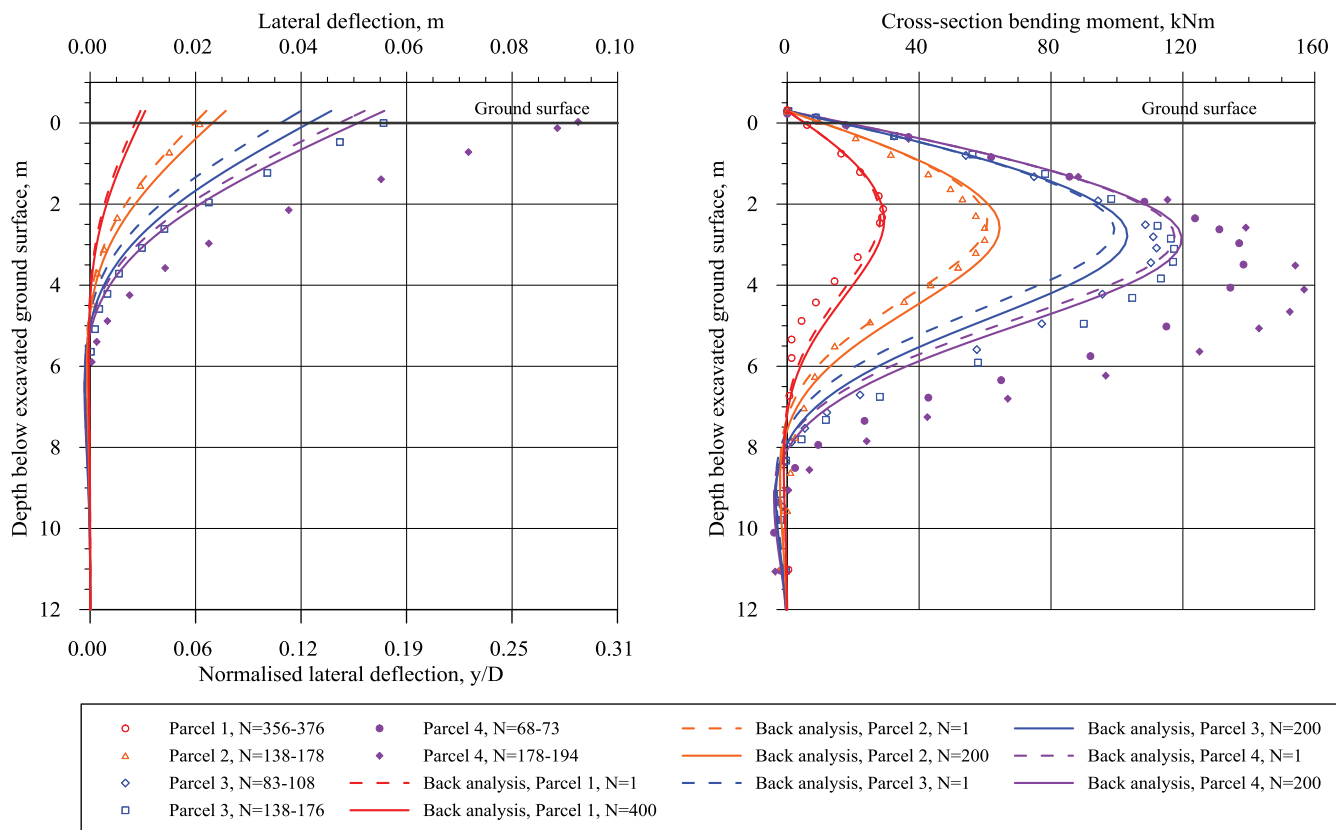 Lateral deflection, m
0.00 0.02 0.04 0.06 0.08 0.10
Ground surface
0
2
4
6
8
10
12
Depth below excavated ground surface, m
0.00 0.06 0.12 0.19 0.25 0.31
Normalised lateral deflection, y/D
Cross-section bending moment, kNm
0 40 80 120 160
Ground surface
0
2
4
6
8
10
12
Depth below excavated ground surface, m
Parcel 1, N=356-376
Parcel 2, N=138-178
Parcel 3, N=83-108
Parcel 3, N=138-176
Parcel 4, N=68-73
Parcel 4, N=178-194
Back analysis, Parcel 1, N=1
Back analysis, Parcel 1, N=400
Back analysis, Parcel 2, N=1
Back analysis, Parcel 2, N=200
Back analysis, Parcel 3, N=1
Back analysis, Parcel 3, N=200
Back analysis, Parcel 4, N=1
Back analysis, Parcel 4, N=200